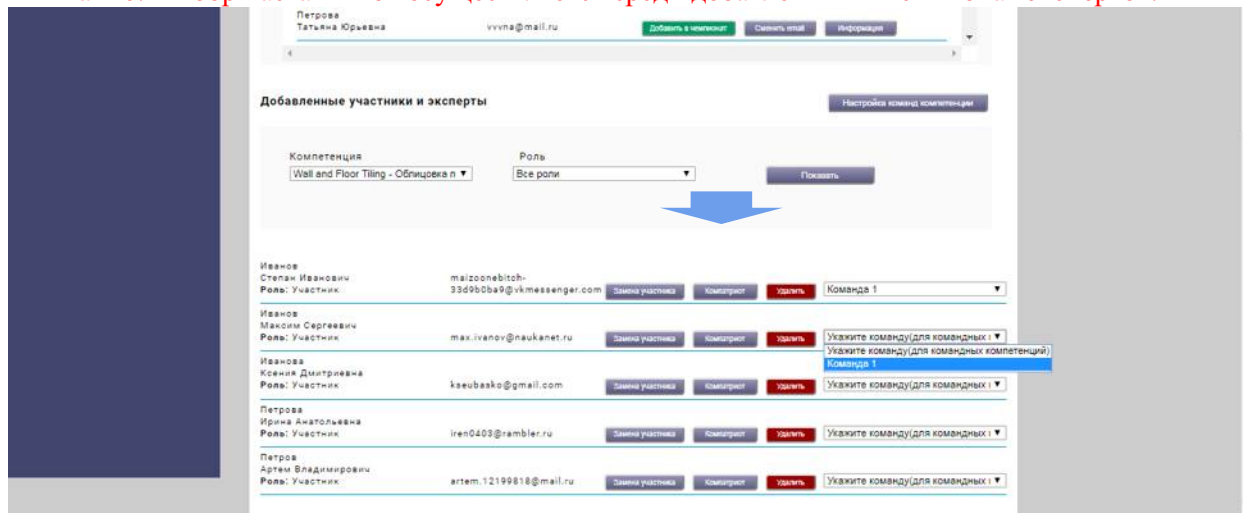 Петрова
Татьяна Юрьевна vvvna@mail.ru Добавить в чемпионат Сменить email Информация
Добавленные участники и эксперты Настройка команд компетенции
Компетенция Роль
Wall and Floor Tiling - Облицовка п Все роли Показать
Иванов
Степан Иванович maizoonebitch-
Роль: Участник 33d9b0ba9@vkmessenger.com Замена участника Компатриот Удалить Команда 1
Иванов
Максим Сергеевич
Роль: Участник max.ivanov@naukanet.ru Замена участника Компатриот Удалить Укажите команду(для командных
Укажите команду(для командных компетенций)
Команда 1
Иванова
Ксения Дмитриевна
Роль: Участник kseubasko@gmail.com Замена участника Компатриот Удалить Укажите команду(для командных
Петрова
Ирина Анатольевна
Роль: Участник iren0403@rambler.ru Замена участника Компатриот Удалить Укажите команду(для командных
Петров
Артем Владимирович
Роль: Участник artem.12199818@mail.ru Замена участника Компатриот Удалить Укажите команду(для командных